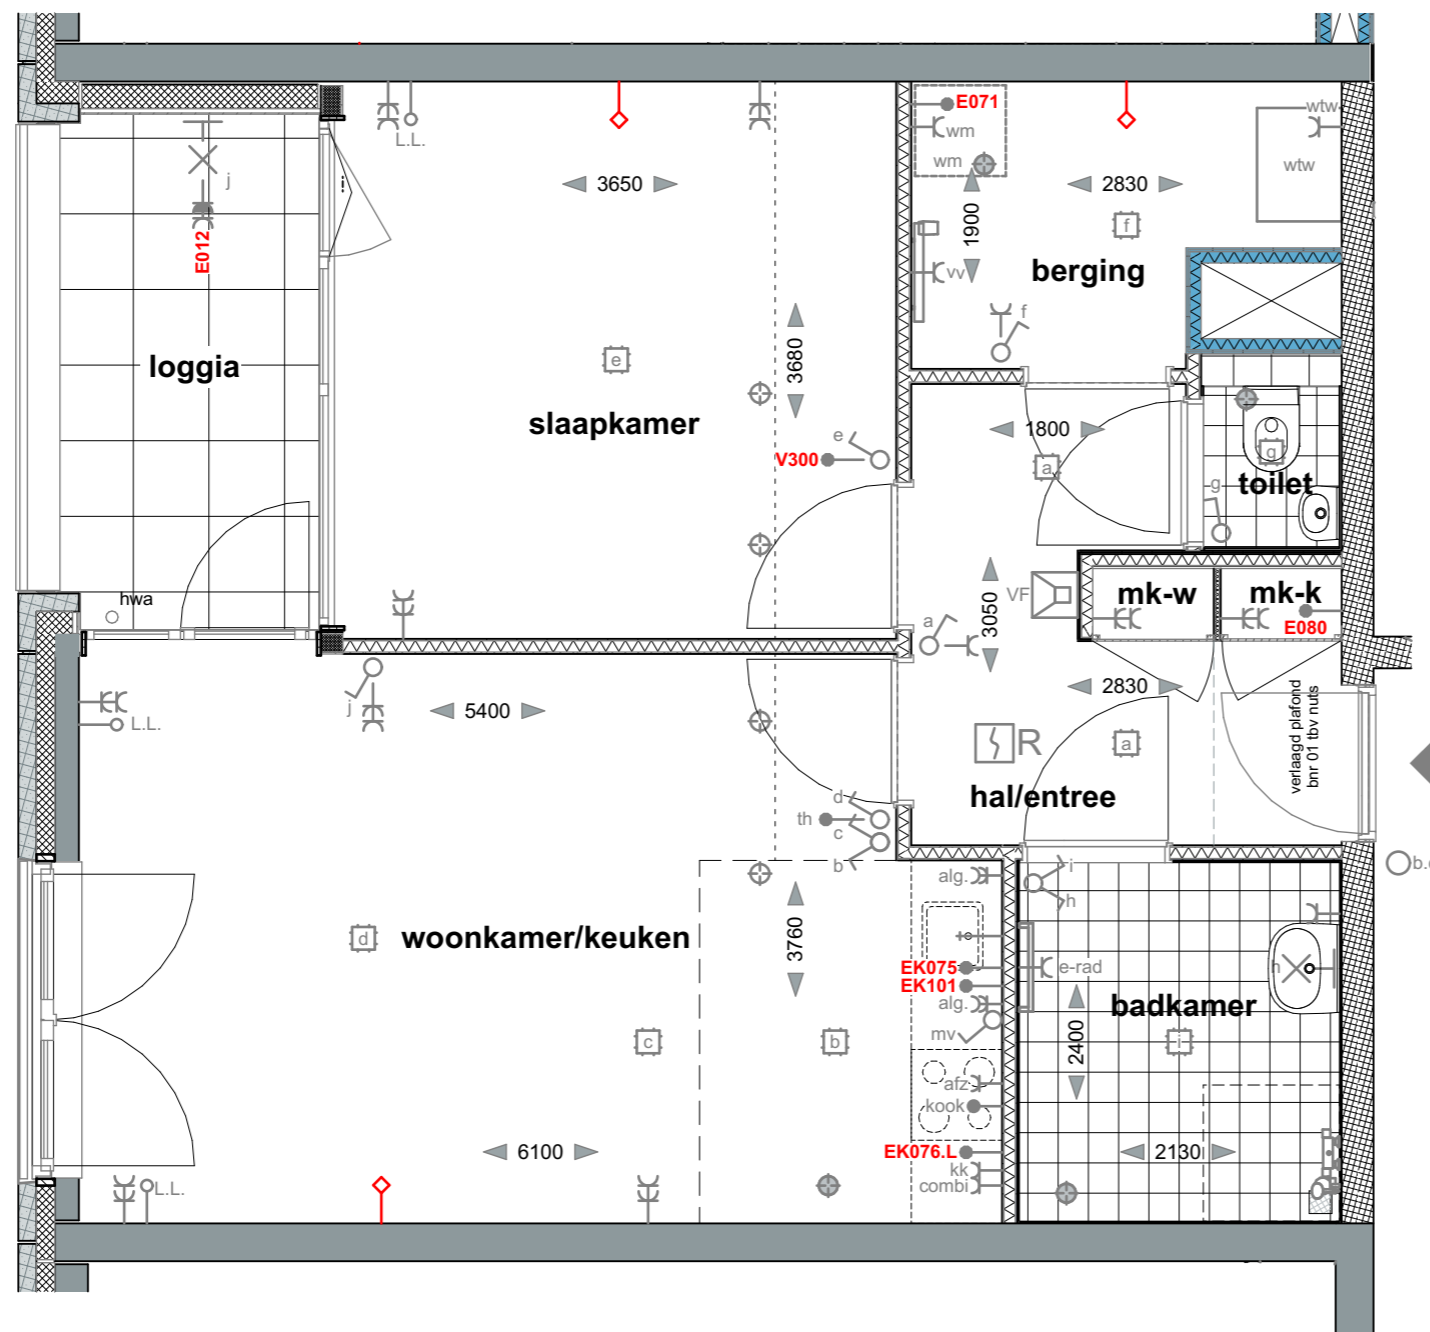 E071
wm
wm
wtw
wtw
L.L.
j
E012
3650
2830
1900
f
berging
vv
f
loggia
e
3680
slaapkamer
e
V300
1800
a
g
toilet
g
hwa
VF
mk-w
mk-k
E080
a
3050
2830
j
5400
L.L.
R
a
verlaagd plafond
bnr 01 tbv nuts
hal/entree
d
th
c
b
alg.
i
h
d
woonkamer/keuken
3760
EK075
EK101
alg.
mv
e-rad
h
badkamer
2400
i
c
b
afz
kook
6100
EK076.L
kk
combi
2130
L.L.